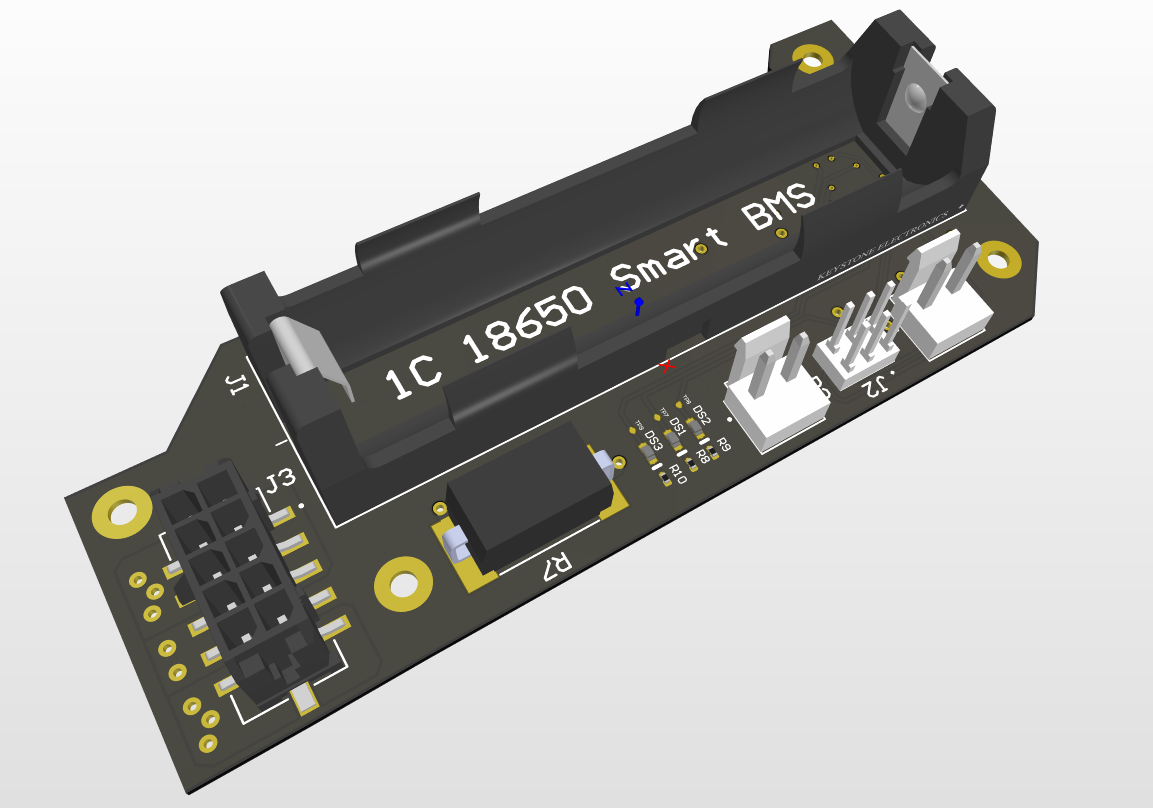 1C 18650 Smart BMS
KEYSTONE ELECTRONICS
+
J1
-
J3
J2
Z
DS2
DS1
DS3
R9
R8
R10
R7